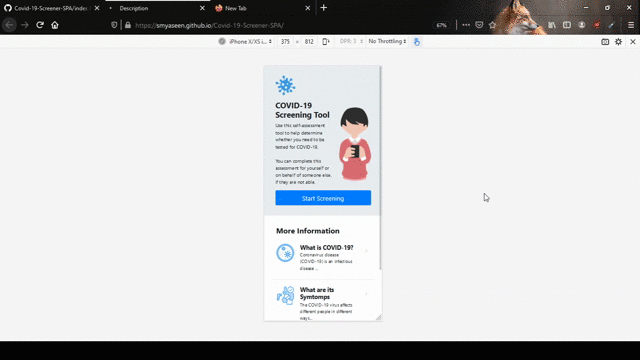 Covid-19-Screener-SPA/index.
Description
New Tab
https://smyaseen.github.io/Covid-19-Screener-SPA/
67%
iPhone X/XS i...
375 × 812
DPR: 3
No Throttling
COVID-19
Screening Tool
Use this self-assessment
tool to help determine
whether you need to be
tested for COVID-19.
You can complete this
assessment for yourself or
on behalf of someone else,
if they are not able.
Start Screening
More Information
What is COVID-19?
Coronavirus disease
(COVID-19) is an infectious
disease ...
What are its
Symtomps
The COVID-19 virus affects
different people in different
ways...